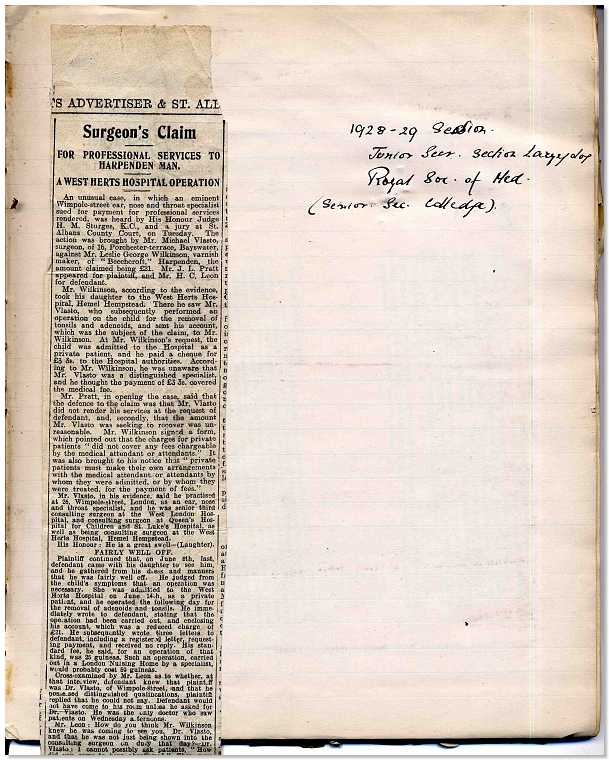 'S ADVERTISER & ST. ALB
Surgeon's Claim
FOR PROFESSIONAL SERVICES TO
HARPENDEN MAN.
A WEST HERTS HOSPITAL OPERATION
An unusual case, in which an eminent
Wimpole-street ear, nose and throat specialist
sued for payment for professional services
rendered, was heard by His Honour Judge
H. M. Sturges, K.C., and a jury at St.
Albans County Court, on Tuesday. The
action was brought by Mr. Michael Vlasto,
surgeon, of 16, Porchester-terrace, Bayswater,
against Mr. Leslie George Wilkinson, varnish
maker, of "Beechcroft," Harpenden, the
amount claimed being £21. Mr. J. L. Pratt
appeared for plaintiff, and Mr. H. C. Leon
for defendant.
Mr. Wilkinson, according to the evidence,
took his daughter to the West Herts Hos-
pital, Hemel Hempstead. There he saw Mr.
Vlasto, who subsequently performed an
operation on the child for the removal of
tonsils and adenoids, and sent his account,
which was the subject of the claim, to Mr.
Wilkinson. At Mr. Wilkinson's request, the
child was admitted to the Hospital as a
private patient, and he paid a cheque for
£3 3s. to the Hospital authorities. Accord-
ing to Mr. Wilkinson, he was unaware that
Mr. Vlasto was a distinguished specialist,
and he thought the payment of £3 3s. covered
the medical fee.
Mr. Pratt, in opening the case, said that
the defence to the claim was that Mr. Vlasto
did not render his services at the request of
defendant, and, secondly, that the amount
Mr. Vlasto was seeking to recover was un-
reasonable. Mr. Wilkinson signed a form,
which pointed out that the charges for private
patients "did not cover any fees chargeable
by the medical attendant or attendants." It
was also brought to his notice that "private
patients must make their own arrangements
with the medical attendant or attendants by
whom they were admitted, or by whom they
were treated, for the payment of fees."
Mr. Vlasto, in his evidence, said he practised
at 26, Wimpole-street, London, as an ear, nose
and throat specialist, and he was senior third
consulting surgeon at the West London Hos-
pital, and consulting surgeon at Queen's Hos-
pital for Children and St. Luke's Hospital, as
well as being consulting surgeon at the West
Herts Hospital, Hemel Hempstead.
His Honour: He is a great swell—(Laughter).
FAIRLY WELL OFF.
Plaintiff continued that, on June 8th, last,
defendant came with his daughter to see him,
and he gathered from his dress and manners
that he was fairly well off. He judged from
the child's symptoms that an operation was
necessary. She was admitted to the West
Herts Hospital on June 14th, as a private
patient, and he operated the following day for
the removal of adenoids and tonsils. He imme-
diately wrote to defendant, stating that the
operation had been carried out, and enclosing
his account, which was a reduced charge of
£21. He subsequently wrote three letters to
defendant, including a registered letter, request-
ing payment, and received no reply. His stan-
dard fee, he said, for an operation of that
kind, was 25 guineas. Such an operation, carried
out in a London Nursing Home by a specialist,
would probably cost 60 guineas.
Cross-examined by Mr. Leon as to whether, at
that interview, defendant knew that plaintiff
was Dr. Vlasto, of Wimpole-street, and that he
possessed distinguished qualifications, plaintiff
replied that he could not say. Defendant would
not have come to his room unless he asked for
Dr. Vlasto. He was the only doctor who saw
patients on Wednesday afternoons.
Mr. Leon: How do you think Mr. Wilkinson
knew he was coming to see you, Dr. Vlasto,
and that he was not just being shown into the
consulting surgeon on duty that day?—Dr.
Vlasto: I cannot possibly ask patients, "How
1928-29 Session.
Junior Secr. Section Laryngology
Royal Soc. of Med.
(Senior. Sec.